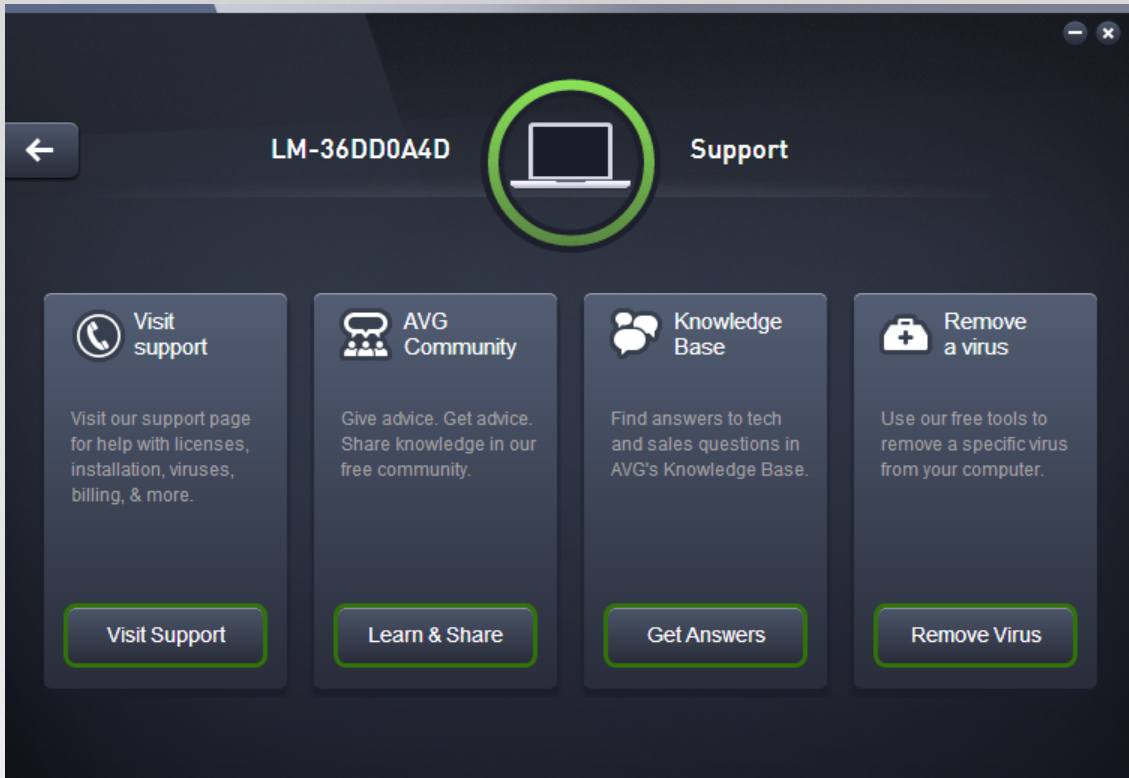 LM-36DD0A4D
Support
Visit
support
Visit our support page
for help with licenses,
installation, viruses,
billing, & more.
Visit Support
AVG
Community
Give advice. Get advice.
Share knowledge in our
free community.
Learn & Share
Knowledge
Base
Find answers to tech
and sales questions in
AVG's Knowledge Base.
Get Answers
Remove
a virus
Use our free tools to
remove a specific virus
from your computer.
Remove Virus